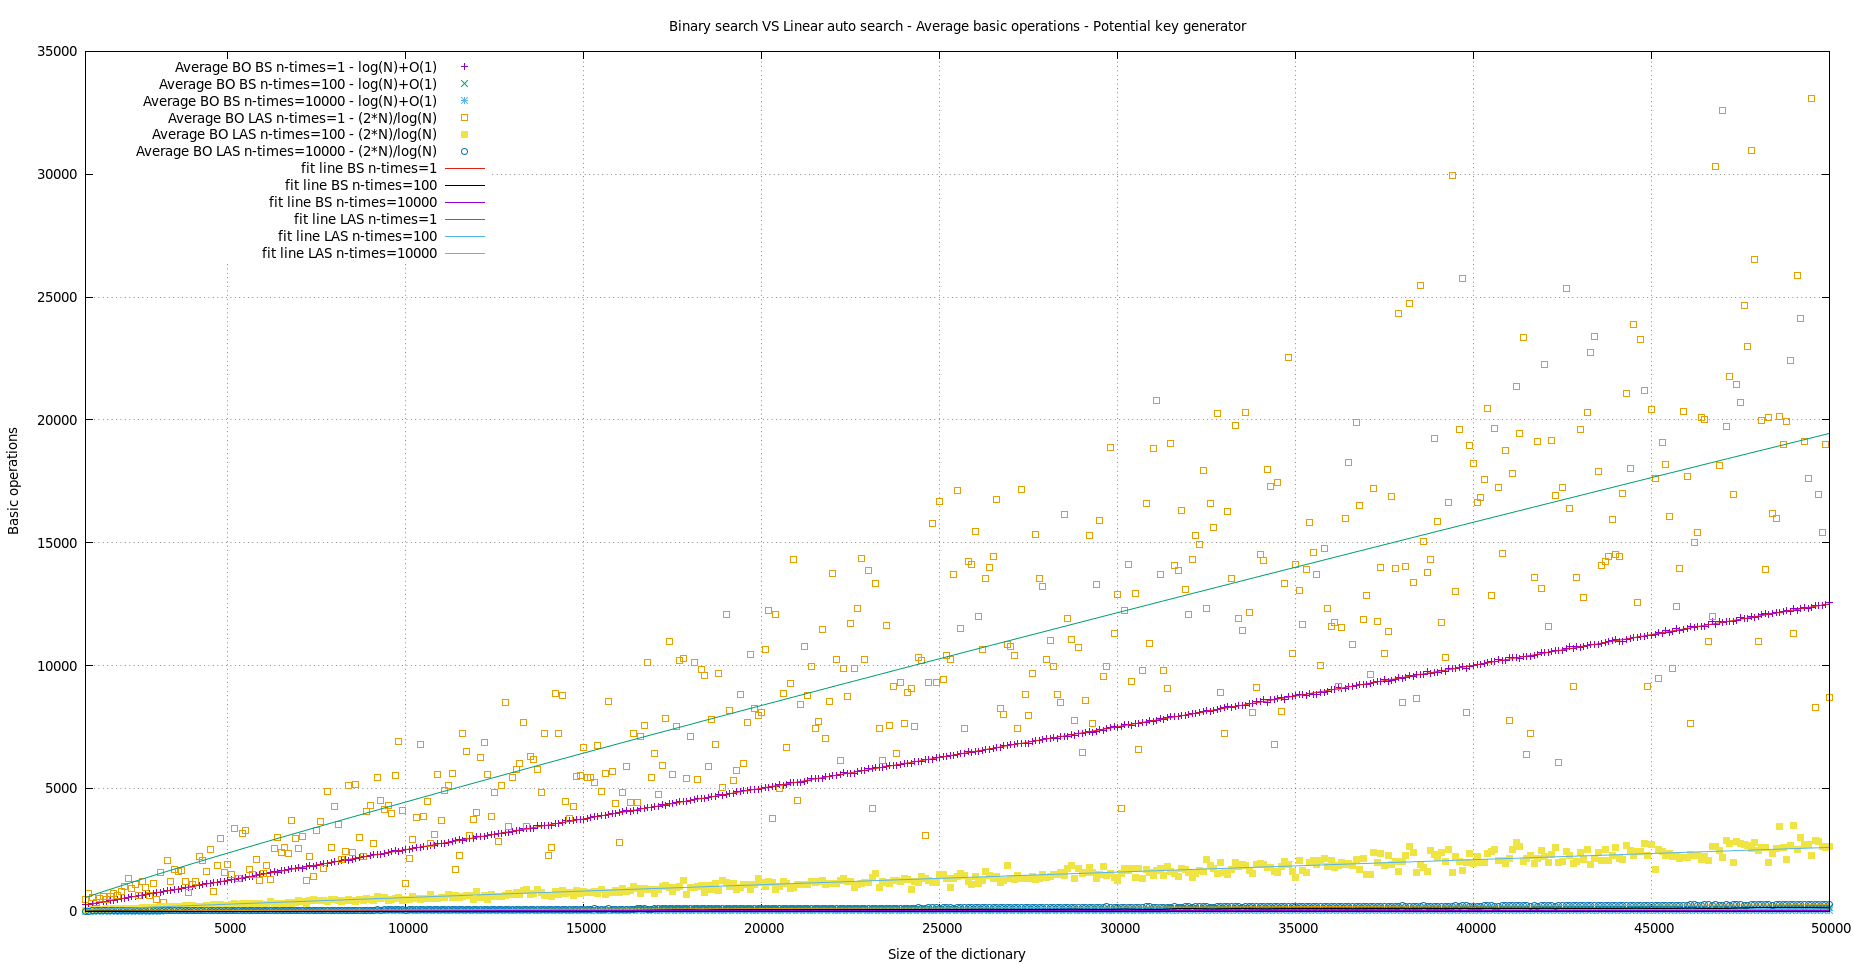 Binary search VS Linear auto search - Average basic operations - Potential key generator
35000
30000
25000
20000
15000
10000
5000
0
Basic operations
Average BO BS n-times=1 - log(N)+O(1)
Average BO BS n-times=100 - log(N)+O(1)
Average BO BS n-times=10000 - log(N)+O(1)
Average BO LAS n-times=1 - (2*N)/log(N)
Average BO LAS n-times=100 - (2*N)/log(N)
Average BO LAS n-times=10000 - (2*N)/log(N)
fit line BS n-times=1
fit line BS n-times=100
fit line BS n-times=10000
fit line LAS n-times=1
fit line LAS n-times=100
fit line LAS n-times=10000
5000 10000 15000 20000 25000 30000 35000 40000 45000 50000
Size of the dictionary